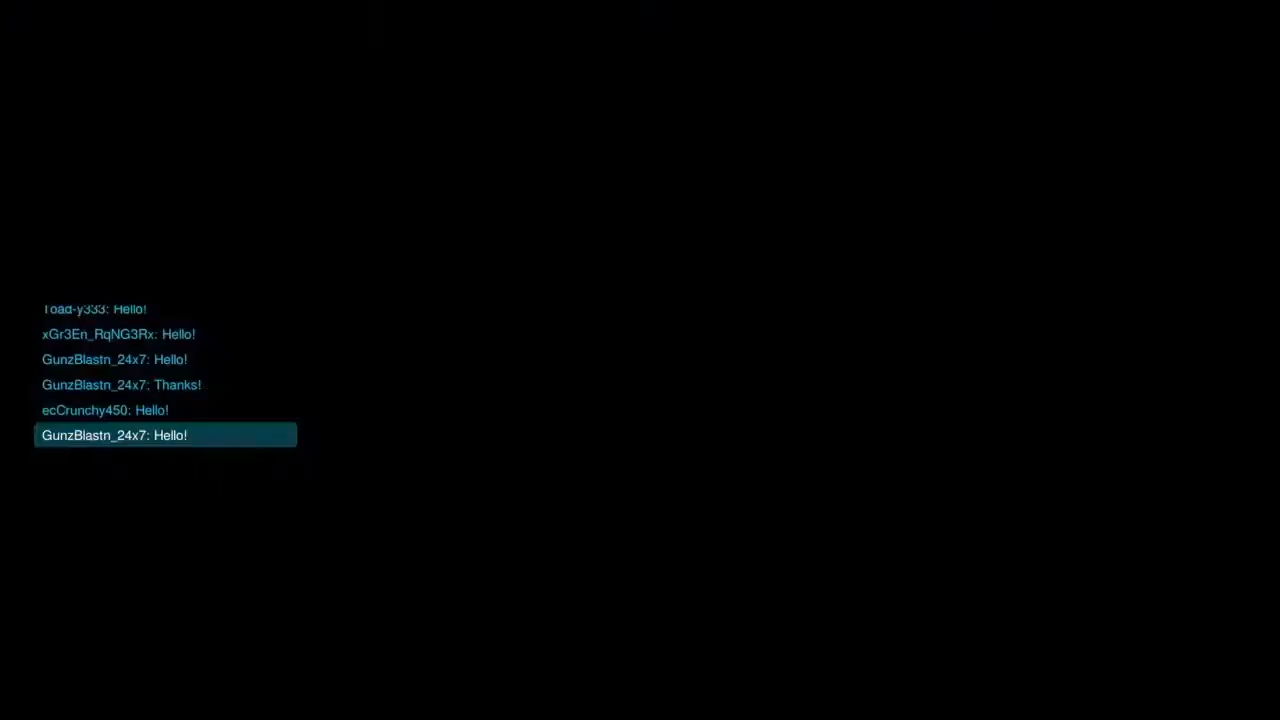 Toad-y333: Hello!
xGr3En_RqNG3Rx: Hello!
GunzBlastn_24x7: Hello!
GunzBlastn_24x7: Thanks!
ecCrunchy450: Hello!
GunzBlastn_24x7: Hello!